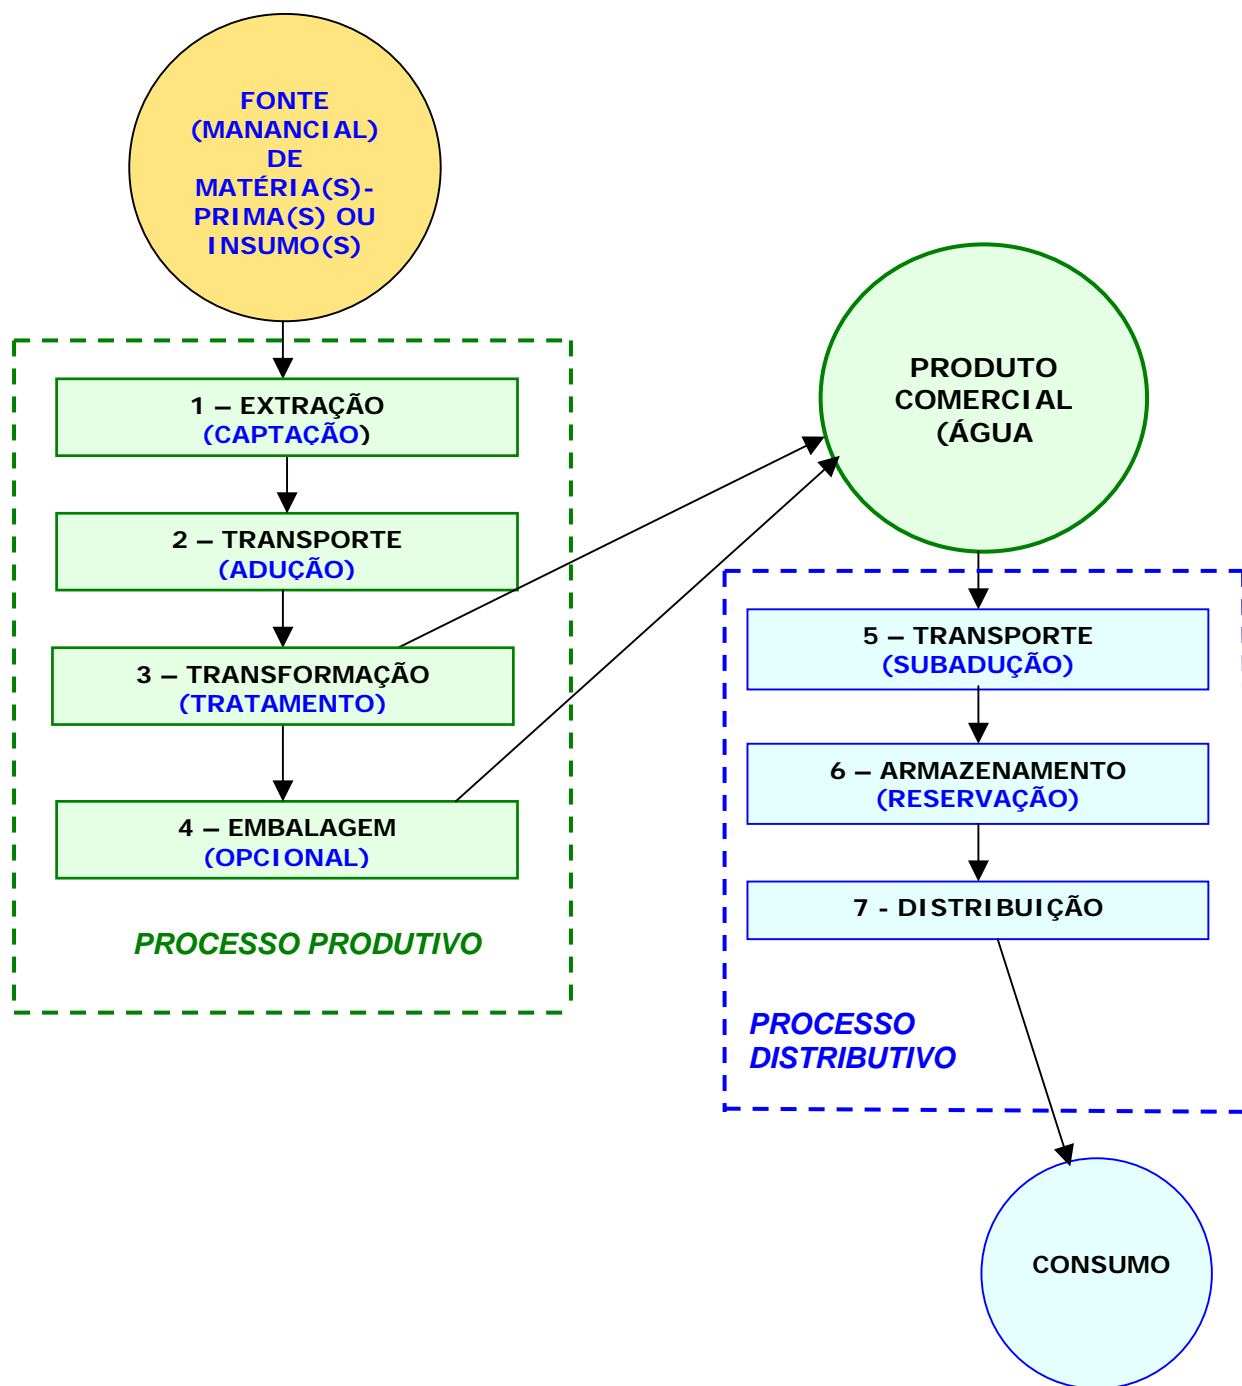 FONTE
(MANANCIAL)
DE
MATÉRIA(S)-
PRIMA(S) OU
INSUMO(S)
1 – EXTRAÇÃO
(CAPTAÇÃO)
2 – TRANSPORTE
(ADUÇÃO)
3 – TRANSFORMAÇÃO
(TRATAMENTO)
4 – EMBALAGEM
(OPCIONAL)
PROCESSO PRODUTIVO
PRODUTO
COMERCIAL
(ÁGUA
5 – TRANSPORTE
(SUBADUÇÃO)
6 – ARMAZENAMENTO
(RESERVAÇÃO)
7 - DISTRIBUIÇÃO
PROCESSO
DISTRIBUTIVO
CONSUMO